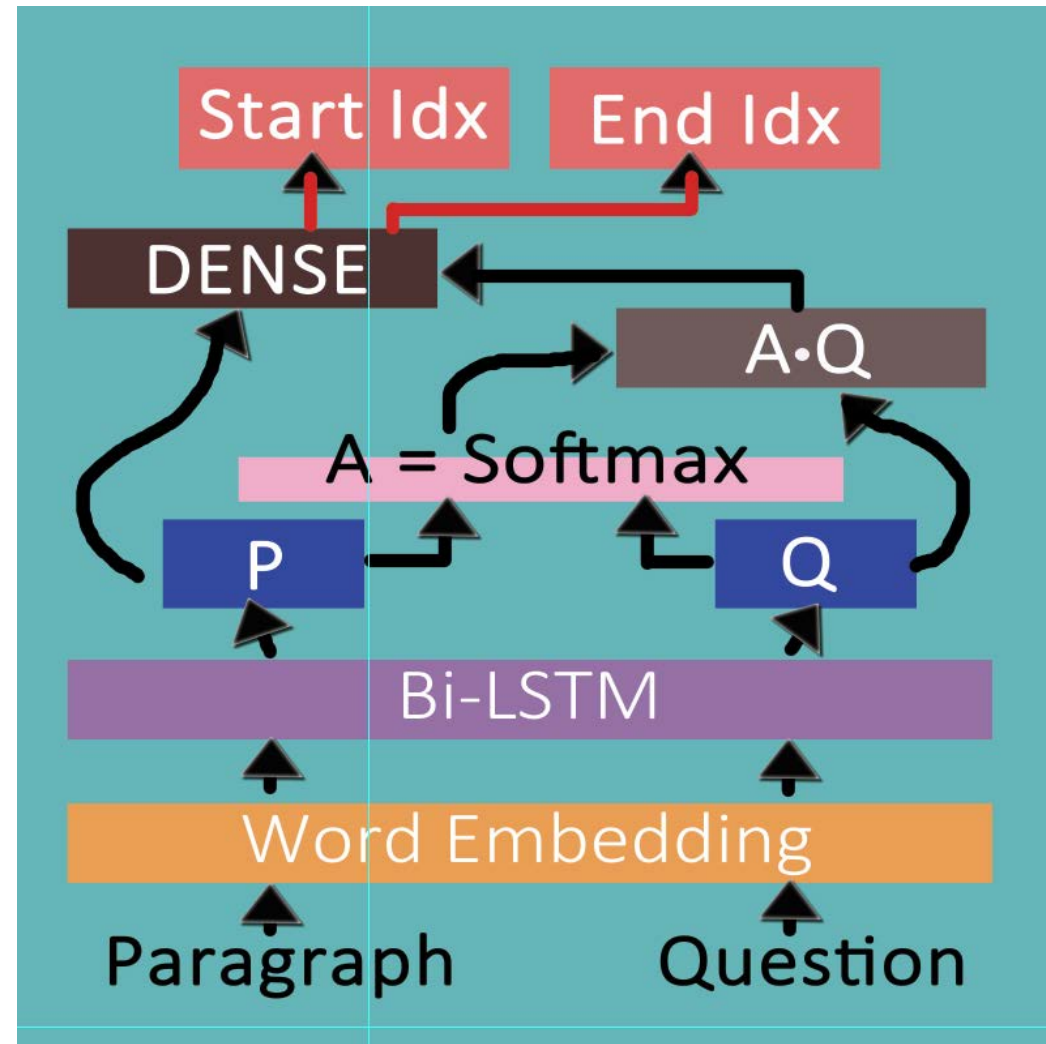 Start Idx
End Idx
DENSE
A•Q
A = Softmax
P
Q
Bi-LSTM
Word Embedding
Paragraph
Question